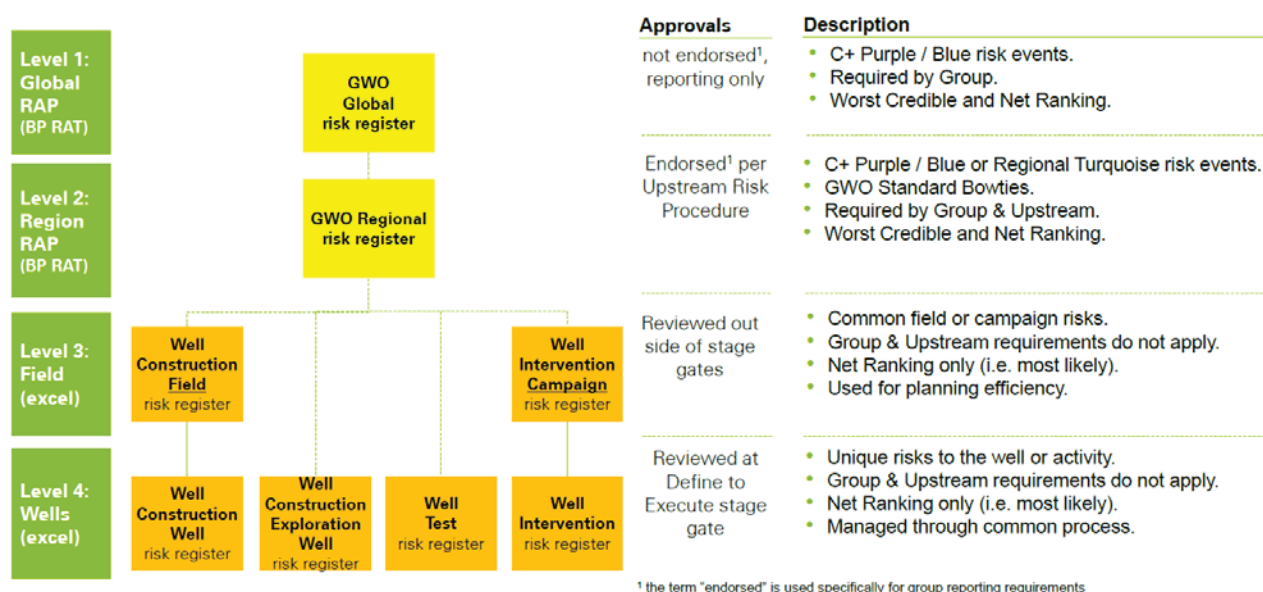 Approvals
Description
Level 1:
Global
RAP
(BP RAT)
GWO
Global
risk register
not endorsed¹,
reporting only
• C+ Purple / Blue risk events.
• Required by Group.
• Worst Credible and Net Ranking.
Level 2:
Region
RAP
(BP RAT)
GWO Regional
risk register
Endorsed¹ per
Upstream Risk
Procedure
• C+ Purple / Blue or Regional Turquoise risk events.
• GWO Standard Bowties.
• Required by Group & Upstream.
• Worst Credible and Net Ranking.
Level 3:
Field
(excel)
Well
Construction
Field
risk register
Well
Intervention
Campaign
risk register
Reviewed out
side of stage
gates
• Common field or campaign risks.
• Group & Upstream requirements do not apply.
• Net Ranking only (i.e. most likely).
• Used for planning efficiency.
Level 4:
Wells
(excel)
Well
Construction
Well
risk register
Well
Construction
Exploration
Well
risk register
Well
Test
risk register
Well
Intervention
risk register
Reviewed at
Define to
Execute stage
gate
• Unique risks to the well or activity.
• Group & Upstream requirements do not apply.
• Net Ranking only (i.e. most likely).
• Managed through common process.
¹ the term "endorsed" is used specifically for group reporting requirements